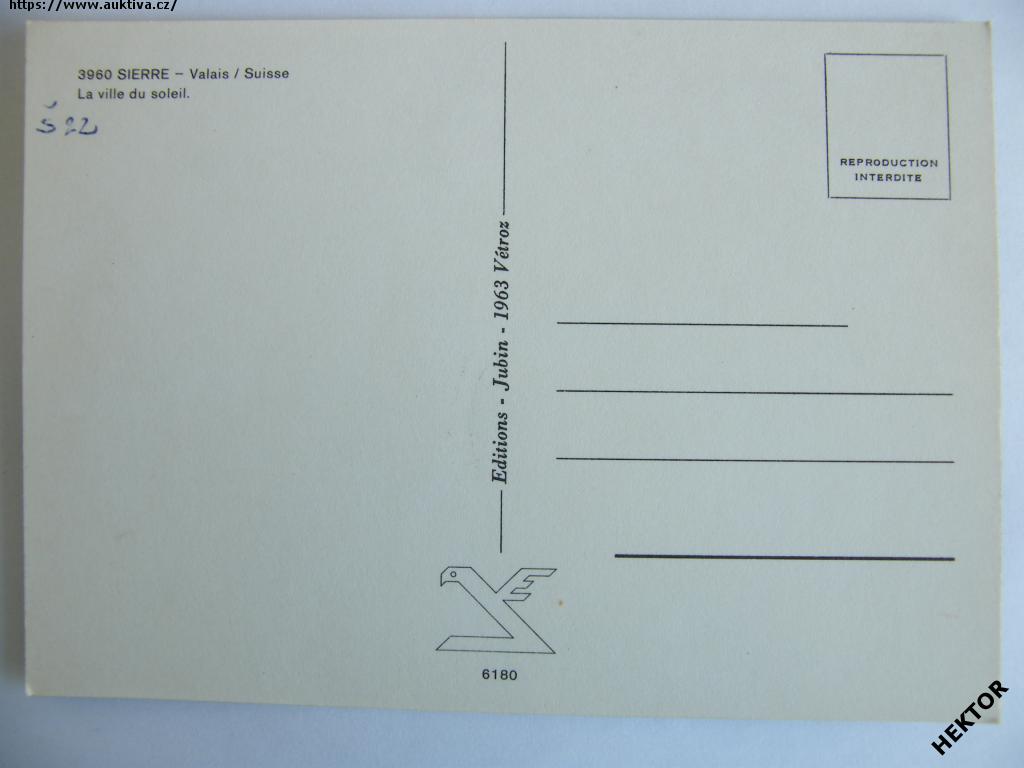 https://www.auktiva.cz/
3960 SIERRE – Valais / Suisse
La ville du soleil.
Š 22
REPRODUCTION
INTERDITE
Editions - Jubin - 1963 Vétroz
6180
HEKTOR